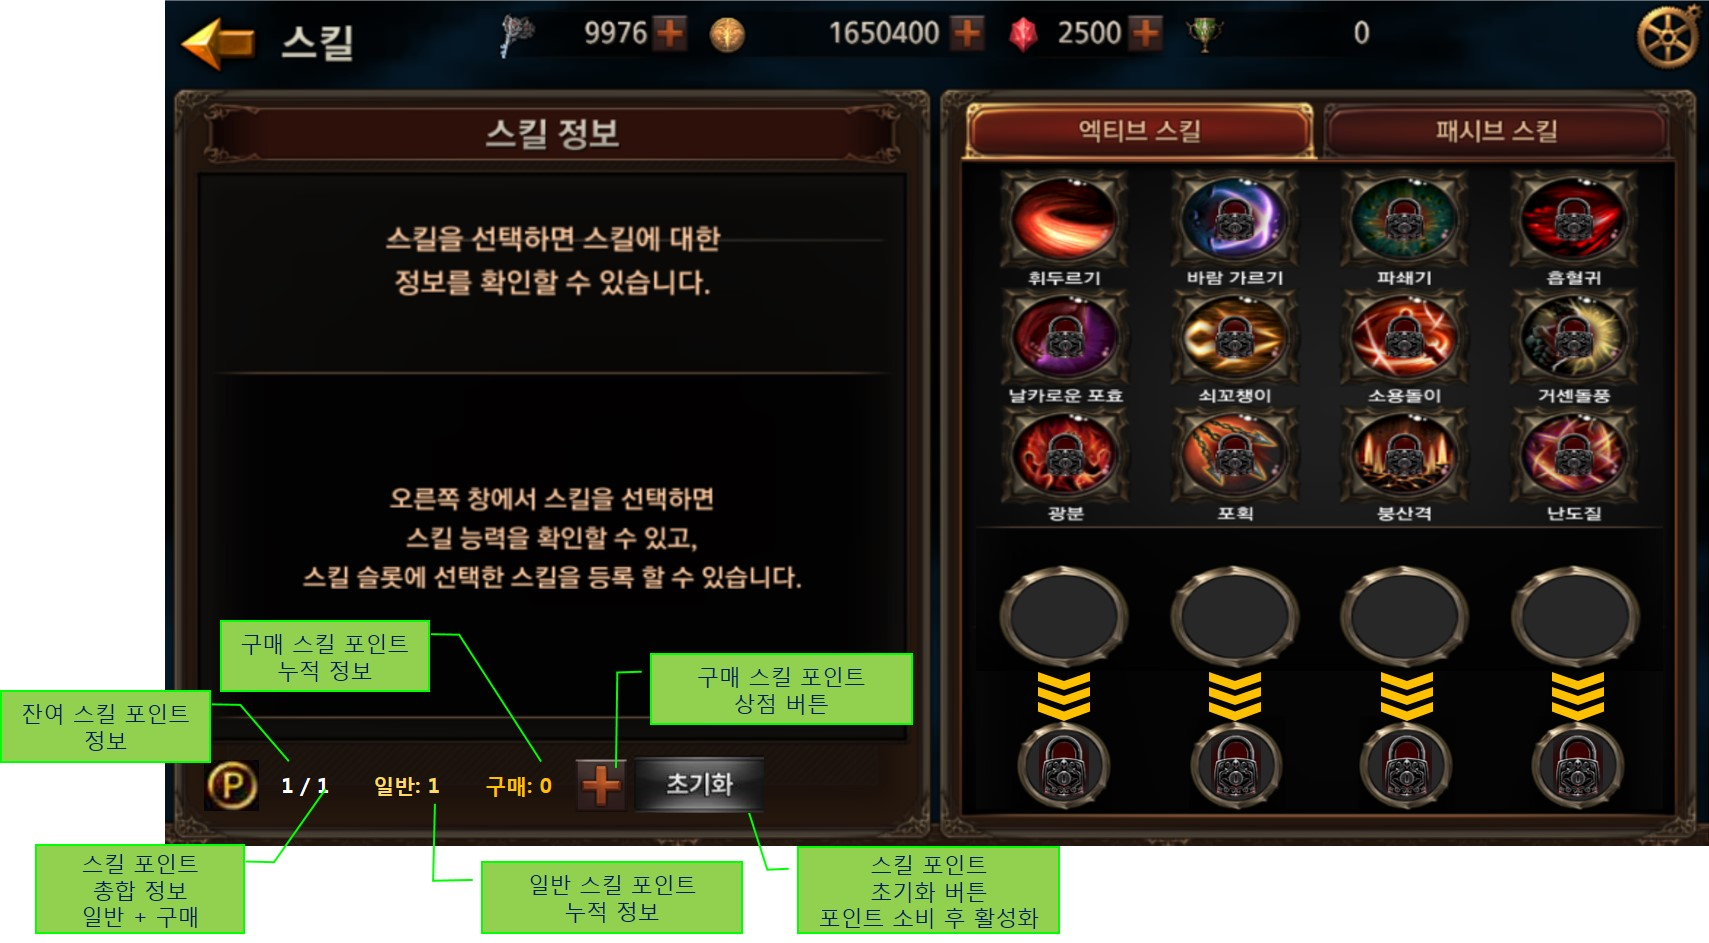 스킬
9976
1650400
2500
0
스킬 정보
스킬을 선택하면 스킬에 대한
정보를 확인할 수 있습니다.
오른쪽 창에서 스킬을 선택하면
스킬 능력을 확인할 수 있고,
스킬 슬롯에 선택한 스킬을 등록 할 수 있습니다.
구매 스킬 포인트
누적 정보
구매 스킬 포인트
상점 버튼
잔여 스킬 포인트
정보
P
1 / 1
일반: 1
구매: 0
초기화
스킬 포인트
총합 정보
일반 + 구매
일반 스킬 포인트
누적 정보
스킬 포인트
초기화 버튼
포인트 소비 후 활성화
엑티브 스킬
패시브 스킬
휘두르기
바람 가르기
파쇄기
흡혈귀
날카로운 포효
쇠꼬챙이
소용돌이
거센돌풍
광분
포획
붕산격
난도질